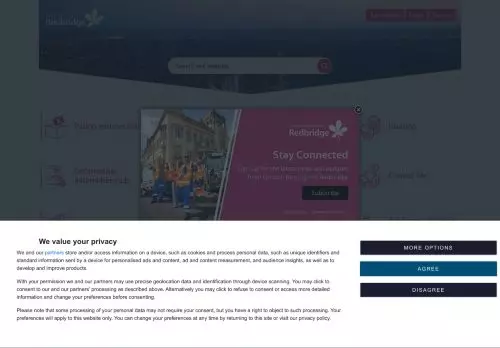 Redbridge
Redbridge
Stay Connected
Subscribe
We value your privacy
We and our partners store and/or access information on a device, such as cookies and process personal data, such as unique identifiers and
standard information sent by a device for personalised ads and content, ad and content measurement, and audience insights, as well as to
develop and improve products.
With your permission we and our partners may use precise geolocation data and identification through device scanning. You may click to
consent to our and our partners' processing as described above. Alternatively you may click to refuse to consent or access more detailed
information and change your preferences before consenting.
Please note that some processing of your personal data may not require your consent, but you have a right to object to such processing. Your
preferences will apply to this website only. You can change your preferences at any time by returning to this site or visit our privacy policy.
MORE OPTIONS
AGREE
DISAGREE